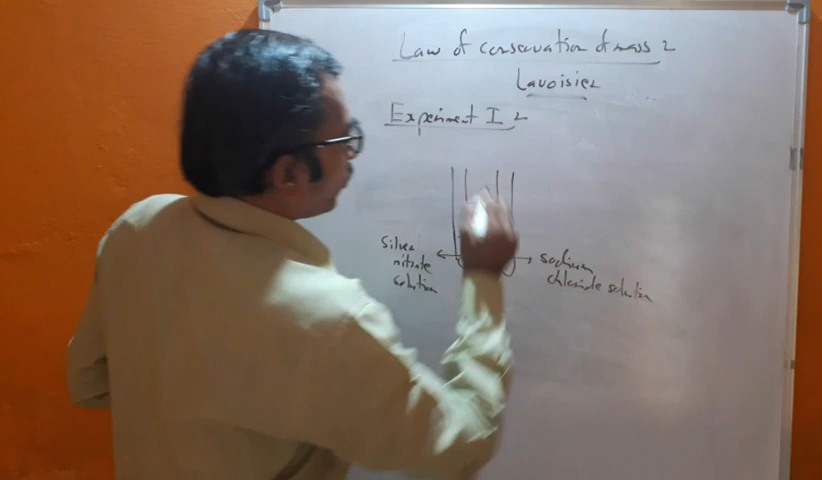 Law of conservation of mass :
Lavoisier
Experiment I :
Silver
nitrate
solution
sodium
chloride solution